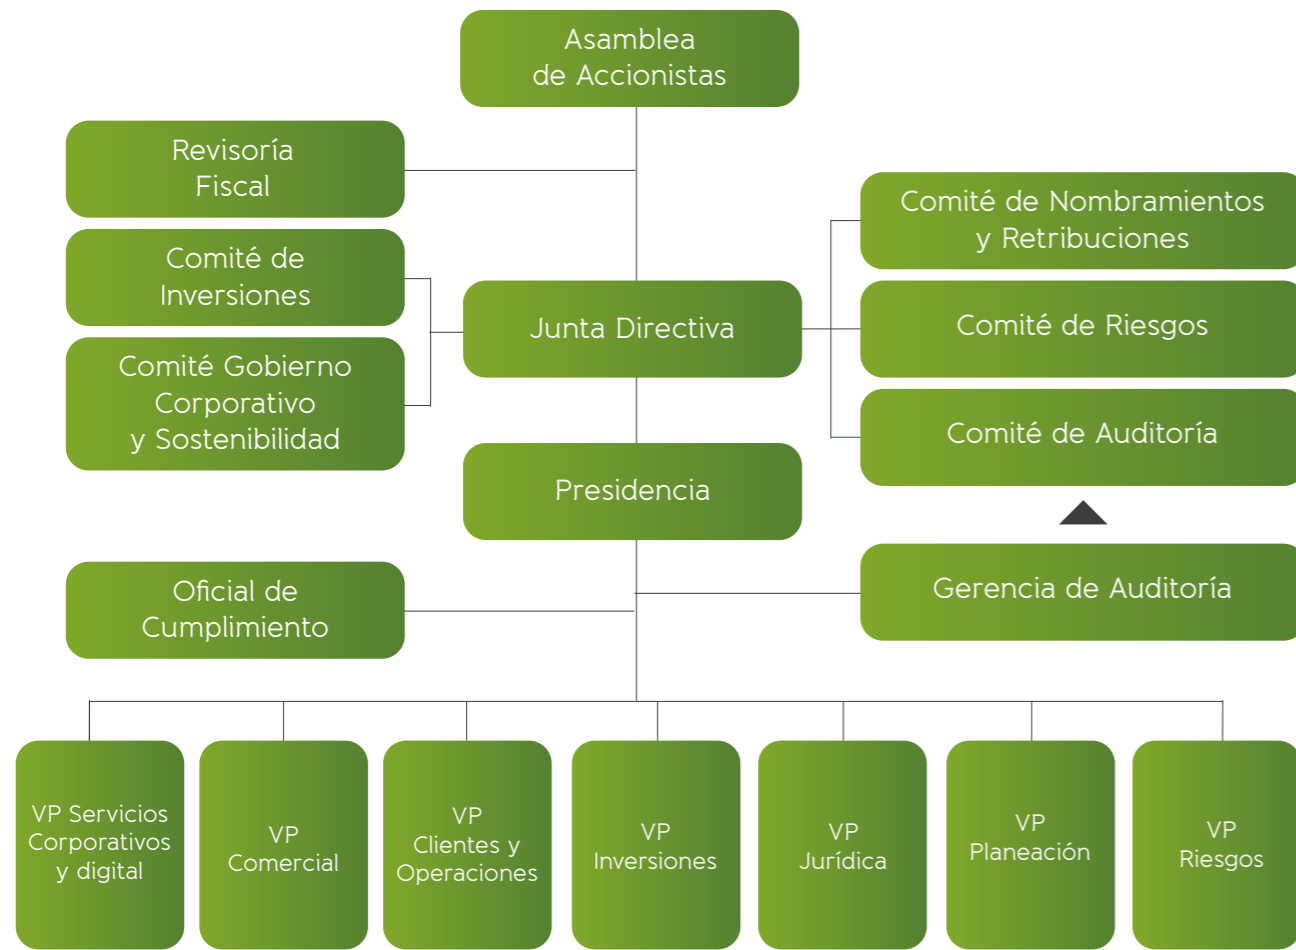 Asamblea
de Accionistas
Revisoría
Fiscal
Comité de Nombramientos
y Retribuciones
Comité de
Inversiones
Junta Directiva
Comité de Riesgos
Comité Gobierno
Corporativo
y Sostenibilidad
Comité de Auditoría
Presidencia
Oficial de
Cumplimiento
Gerencia de Auditoría
VP Servicios
Corporativos
y digital
VP
Comercial
VP
Clientes y
Operaciones
VP
Inversiones
VP
Jurídica
VP
Planeación
VP
Riesgos